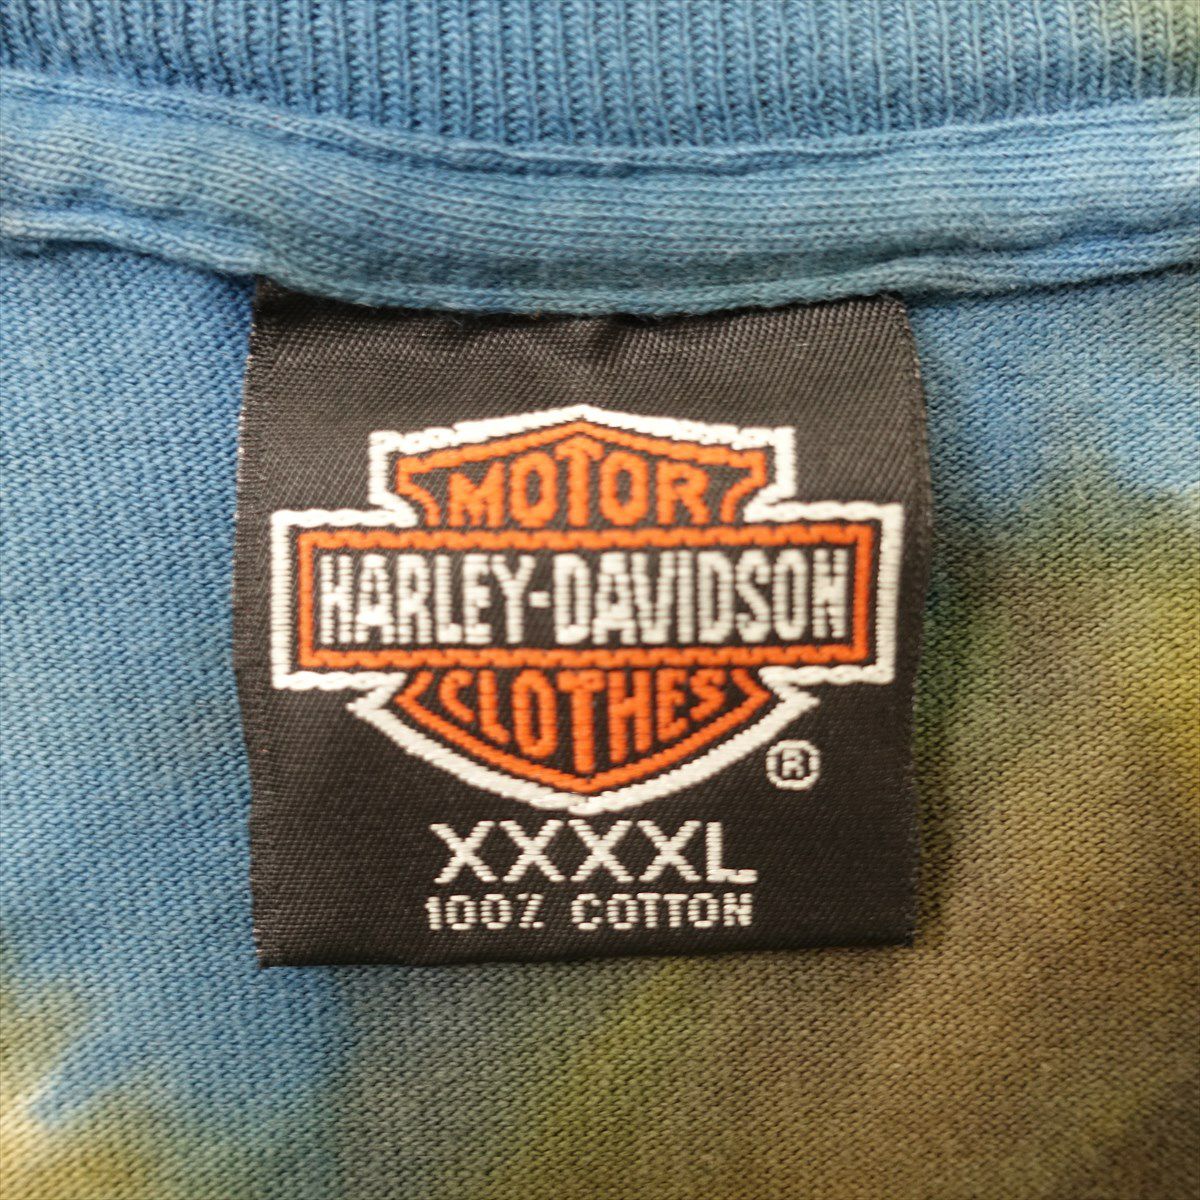 MOTOR
HARLEY-DAVIDSON
CLOTHES
®
XXXXL
100% COTTON